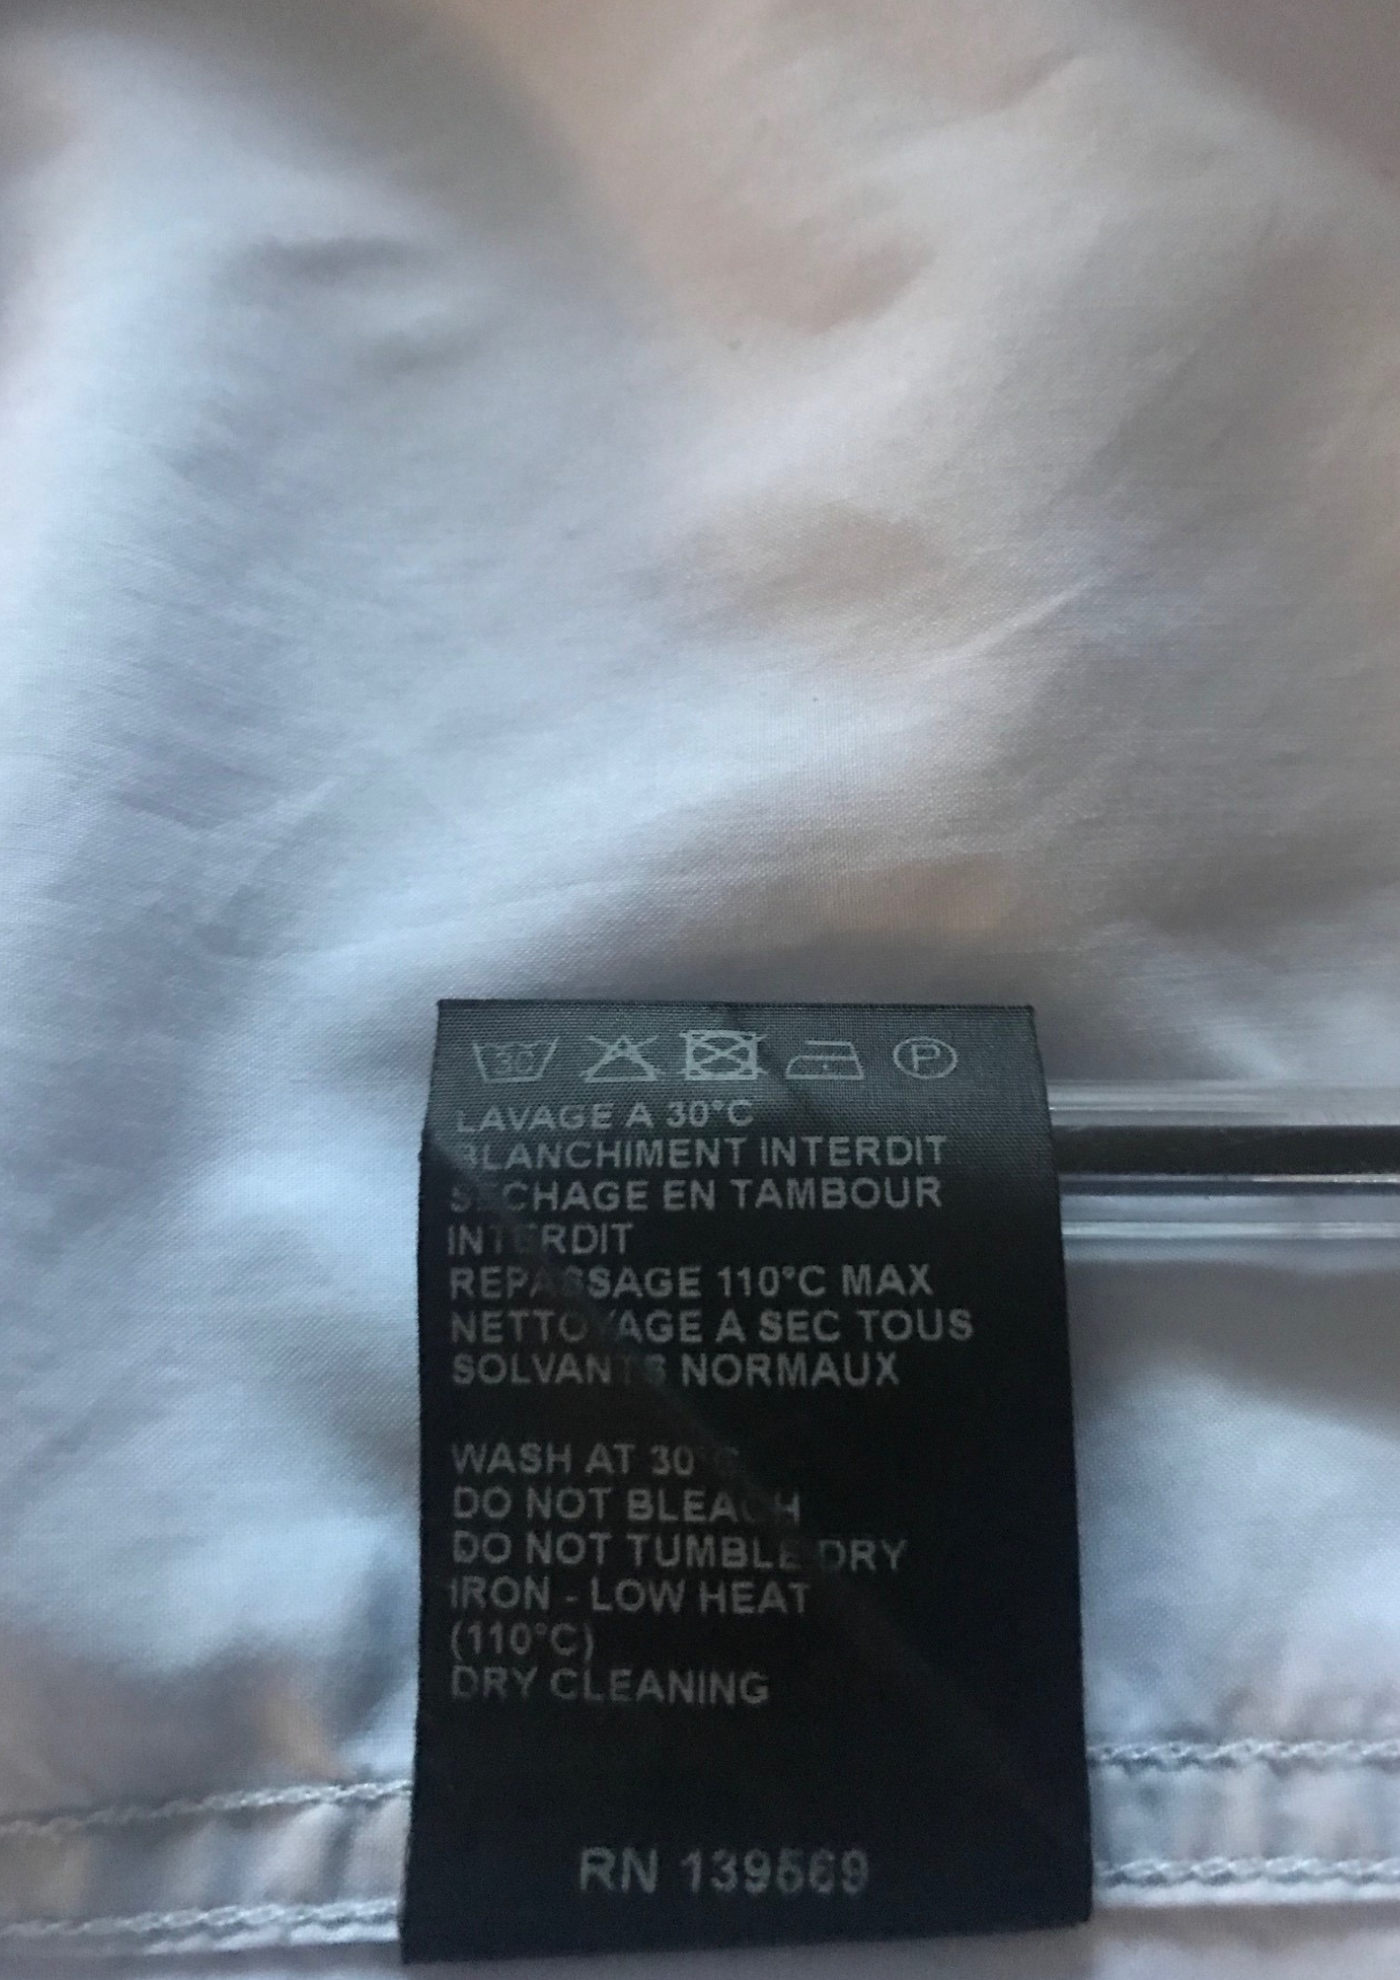 30 P
LAVAGE A 30°C
BLANCHIMENT INTERDIT
SECHAGE EN TAMBOUR
INTERDIT
REPASSAGE 110°C MAX
NETTOYAGE A SEC TOUS
SOLVANTS NORMAUX
WASH AT 30°C
DO NOT BLEACH
DO NOT TUMBLE DRY
IRON - LOW HEAT
(110°C)
DRY CLEANING
RN 139569